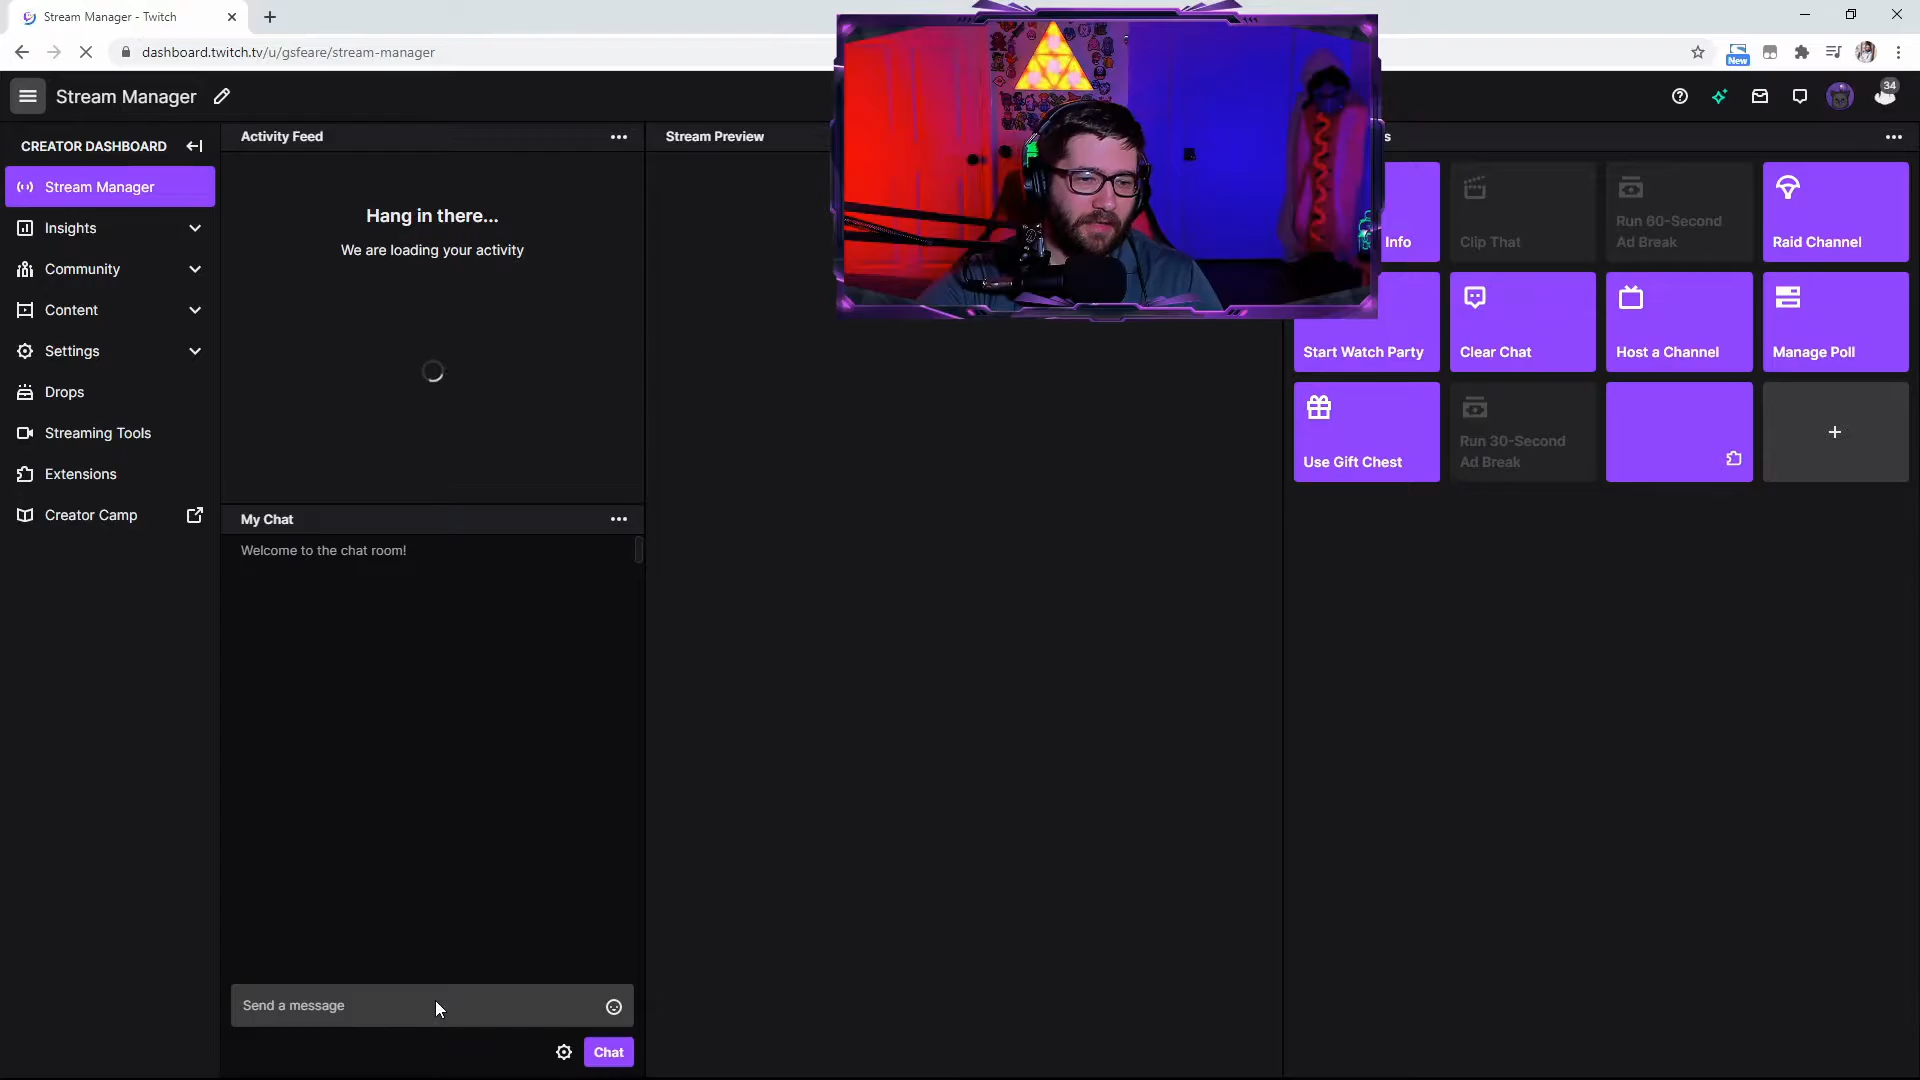 Stream Manager - Twitch
dashboard.twitch.tv/u/gsfeare/stream-manager
New
Stream Manager
34
CREATOR DASHBOARD
Stream Manager
Insights
Community
Content
Settings
Drops
Streaming Tools
Extensions
Creator Camp
Activity Feed
Hang in there...
We are loading your activity
My Chat
Welcome to the chat room!
Send a message
Chat
Stream Preview
s
Info
Clip That
Run 60-Second
Ad Break
Raid Channel
Start Watch Party
Clear Chat
Host a Channel
Manage Poll
Use Gift Chest
Run 30-Second
Ad Break